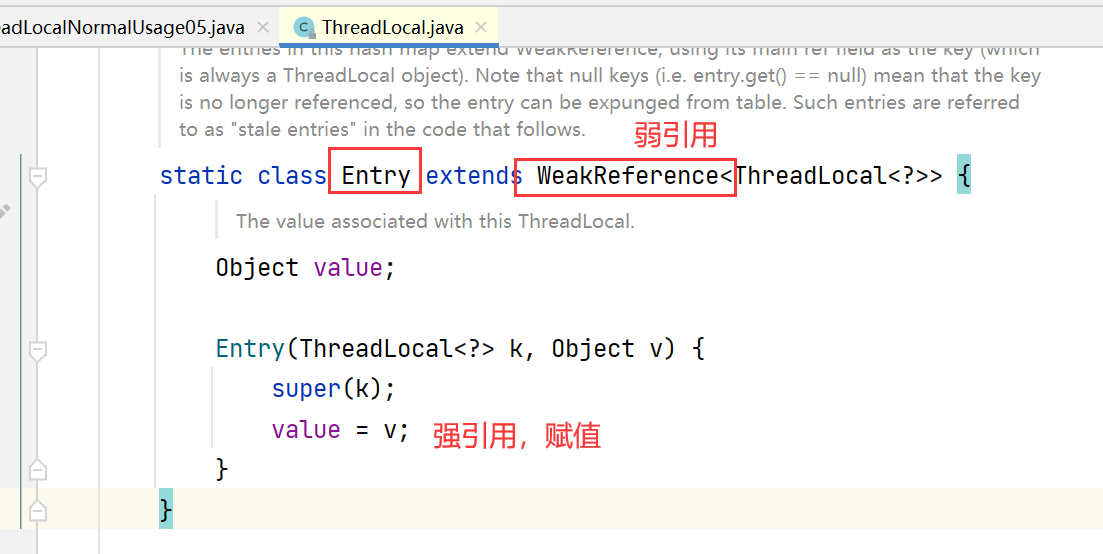 eadLocalNormalUsage05.java
ThreadLocal.java
The entries in this hash map extend WeakReference, using its main ref field as the key (which
is always a ThreadLocal object). Note that null keys (i.e. entry.get() == null) mean that the key
is no longer referenced, so the entry can be expunged from table. Such entries are referred
to as "stale entries" in the code that follows.
弱引用
static class Entry extends WeakReference<ThreadLocal<?>> {
The value associated with this ThreadLocal.
Object value;
Entry(ThreadLocal<?> k, Object v) {
super(k);
value = v;
强引用，赋值
}
}